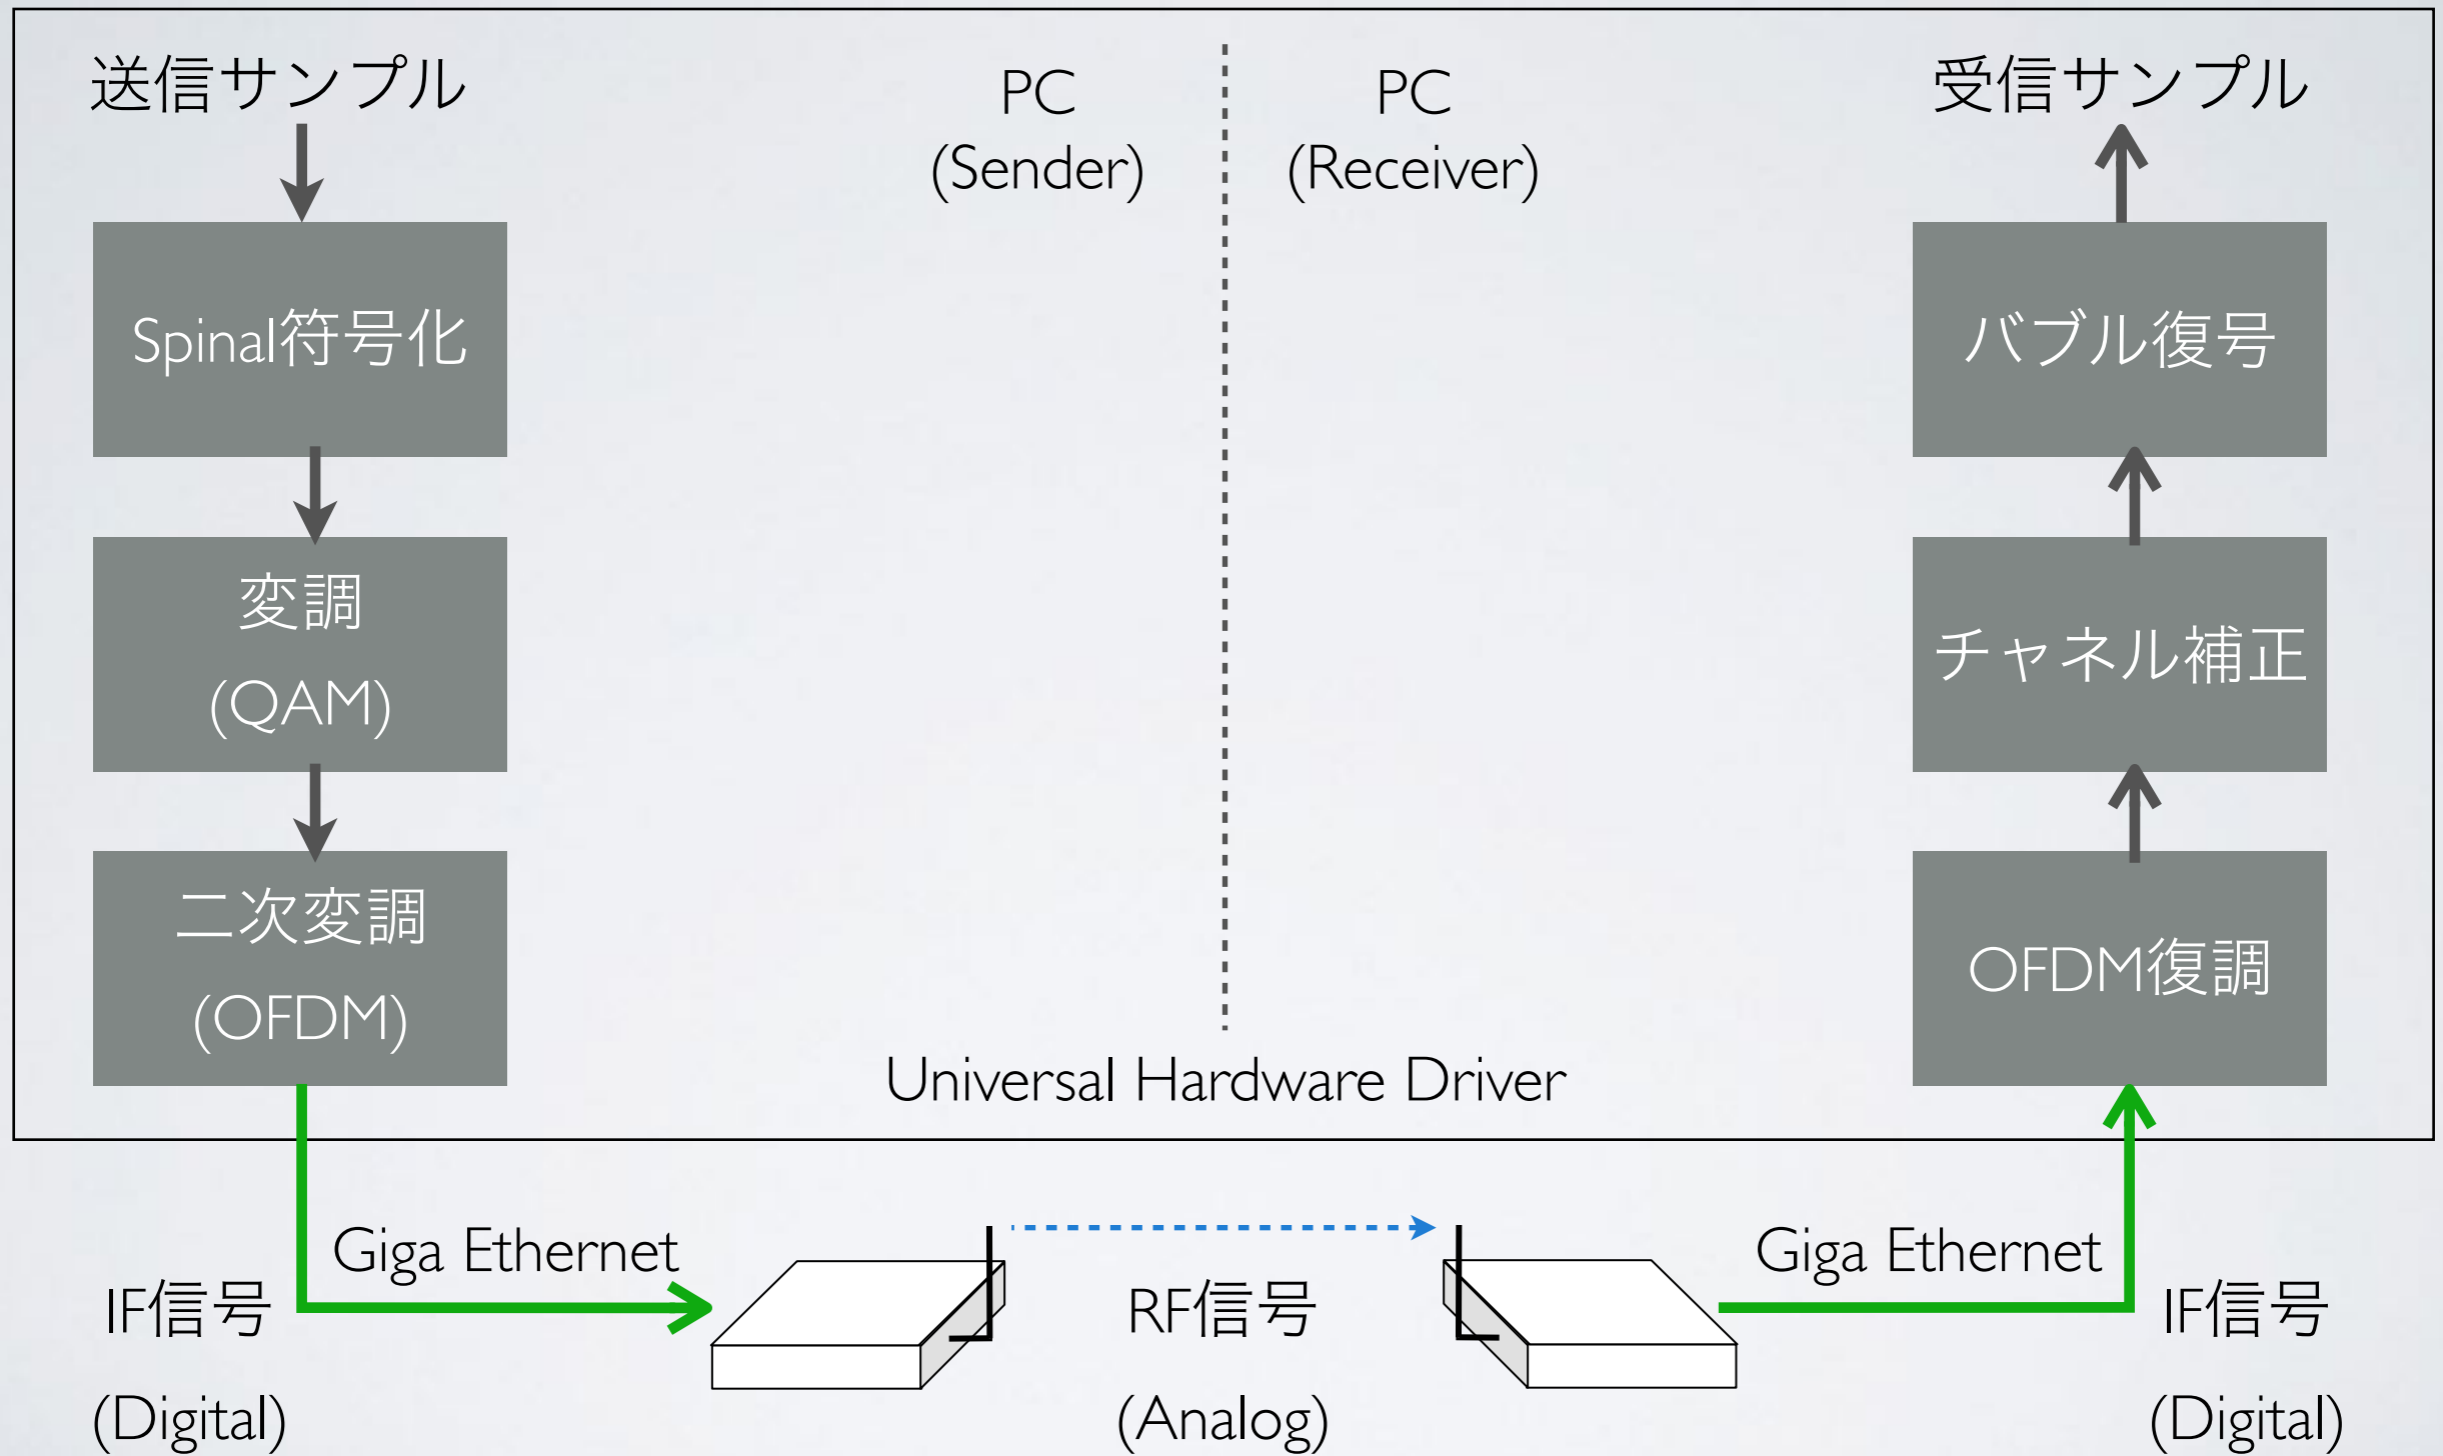 送信サンプル
Spinal符号化
変調
(QAM)
二次変調
(OFDM)
PC
(Sender)
PC
(Receiver)
Universal Hardware Driver
受信サンプル
バブル復号
チャネル補正
OFDM復調
Giga Ethernet
IF信号
(Digital)
RF信号
(Analog)
Giga Ethernet
IF信号
(Digital)